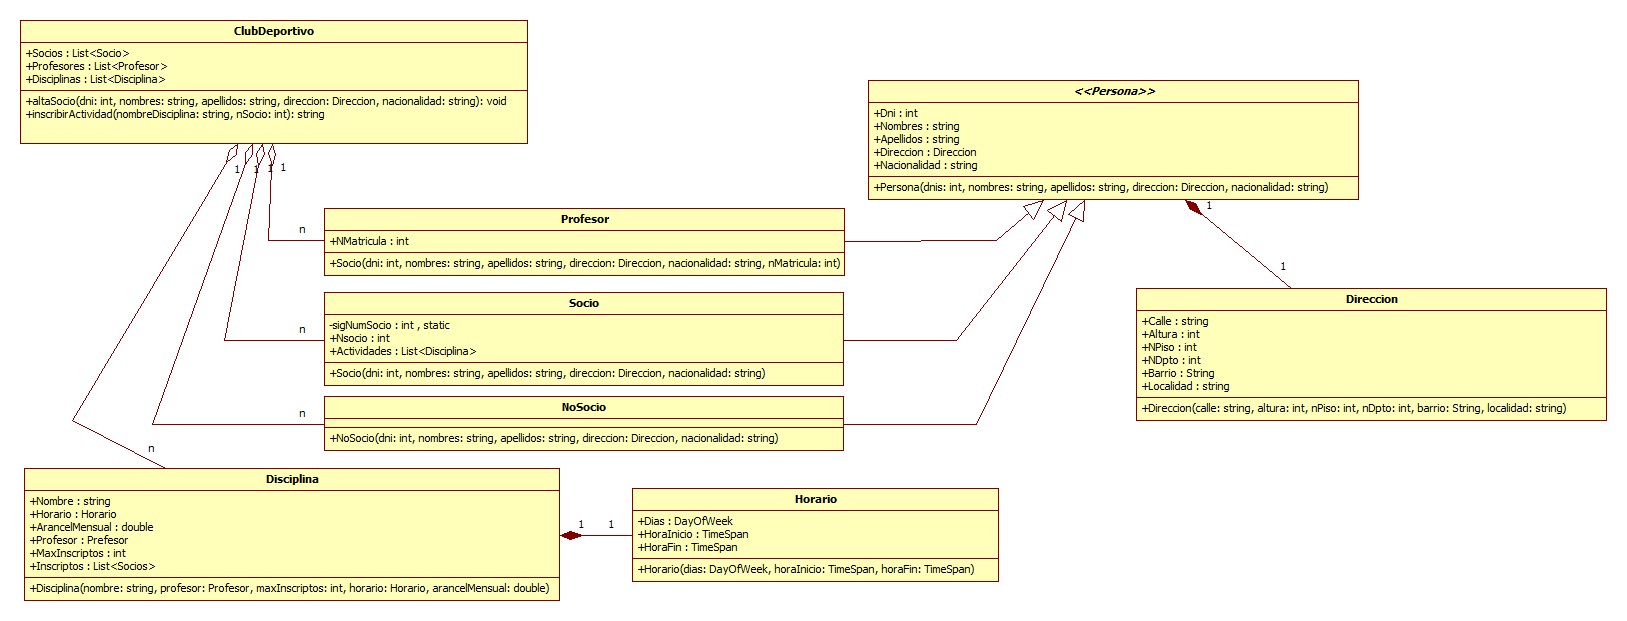 ClubDeportivo
+Socios : List<Socio>
+Profesores : List<Profesor>
+Disciplinas : List<Disciplina>
+altaSocio(dni: int, nombres: string, apellidos: string, direccion: Direccion, nacionalidad: string): void
+inscribirActividad(nombreDisciplina: string, nSocio: int): string
1
1
1
1
<<Persona>>
+Dni : int
+Nombres : string
+Apellidos : string
+Direccion : Direccion
+Nacionalidad : string
+Persona(dnis: int, nombres: string, apellidos: string, direccion: Direccion, nacionalidad: string)
1
1
n
Profesor
+NMatricula : int
+Socio(dni: int, nombres: string, apellidos: string, direccion: Direccion, nacionalidad: string, nMatricula: int)
n
Socio
-sigNumSocio : int , static
+Nsocio : int
+Actividades : List<Disciplina>
+Socio(dni: int, nombres: string, apellidos: string, direccion: Direccion, nacionalidad: string)
Direccion
+Calle : string
+Altura : int
+NPiso : int
+NDpto : int
+Barrio : String
+Localidad : string
+Direccion(calle: string, altura: int, nPiso: int, nDpto: int, barrio: String, localidad: string)
n
NoSocio
+NoSocio(dni: int, nombres: string, apellidos: string, direccion: Direccion, nacionalidad: string)
n
Disciplina
+Nombre : string
+Horario : Horario
+ArancelMensual : double
+Profesor : Prefesor
+MaxInscriptos : int
+Inscriptos : List<Socios>
+Disciplina(nombre: string, profesor: Profesor, maxInscriptos: int, horario: Horario, arancelMensual: double)
1
1
Horario
+Dias : DayOfWeek
+HoraInicio : TimeSpan
+HoraFin : TimeSpan
+Horario(dias: DayOfWeek, horaInicio: TimeSpan, horaFin: TimeSpan)